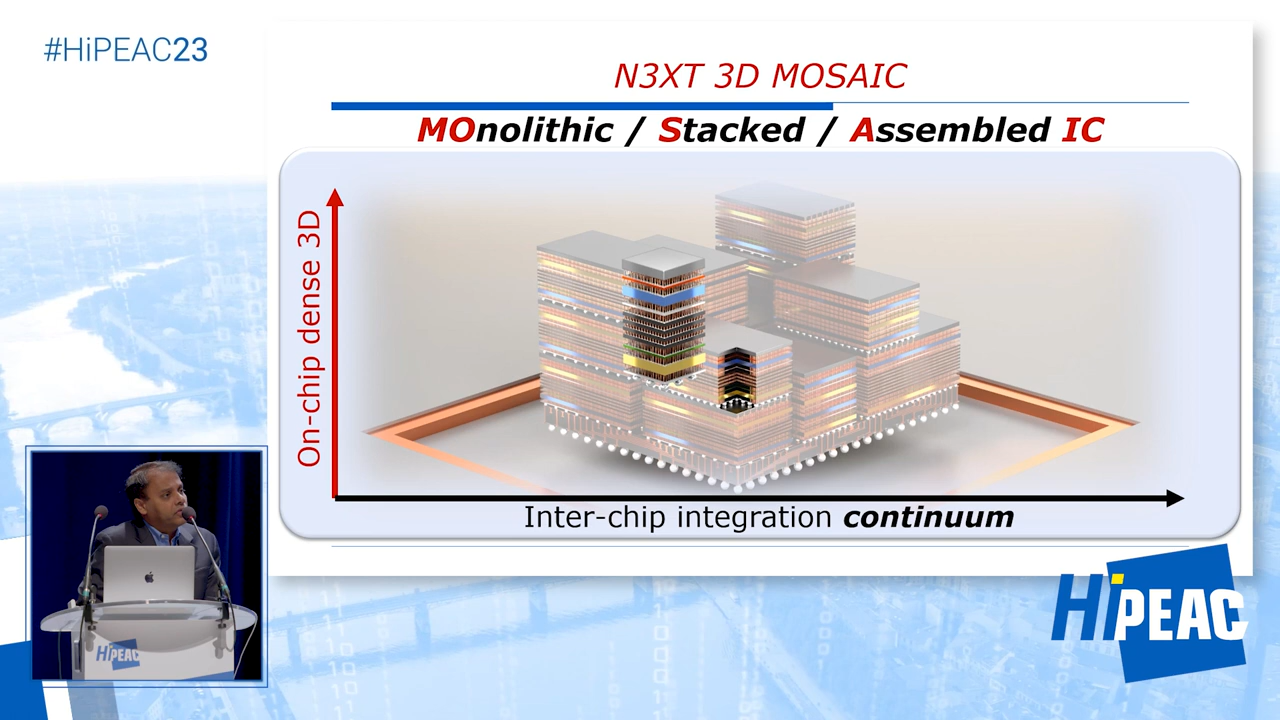 #HiPEAC23
N3XT 3D MOSAIC
MOnolithic / Stacked / Assembled IC
On-chip dense 3D
Inter-chip integration continuum
HiPEAC
HiPEAC